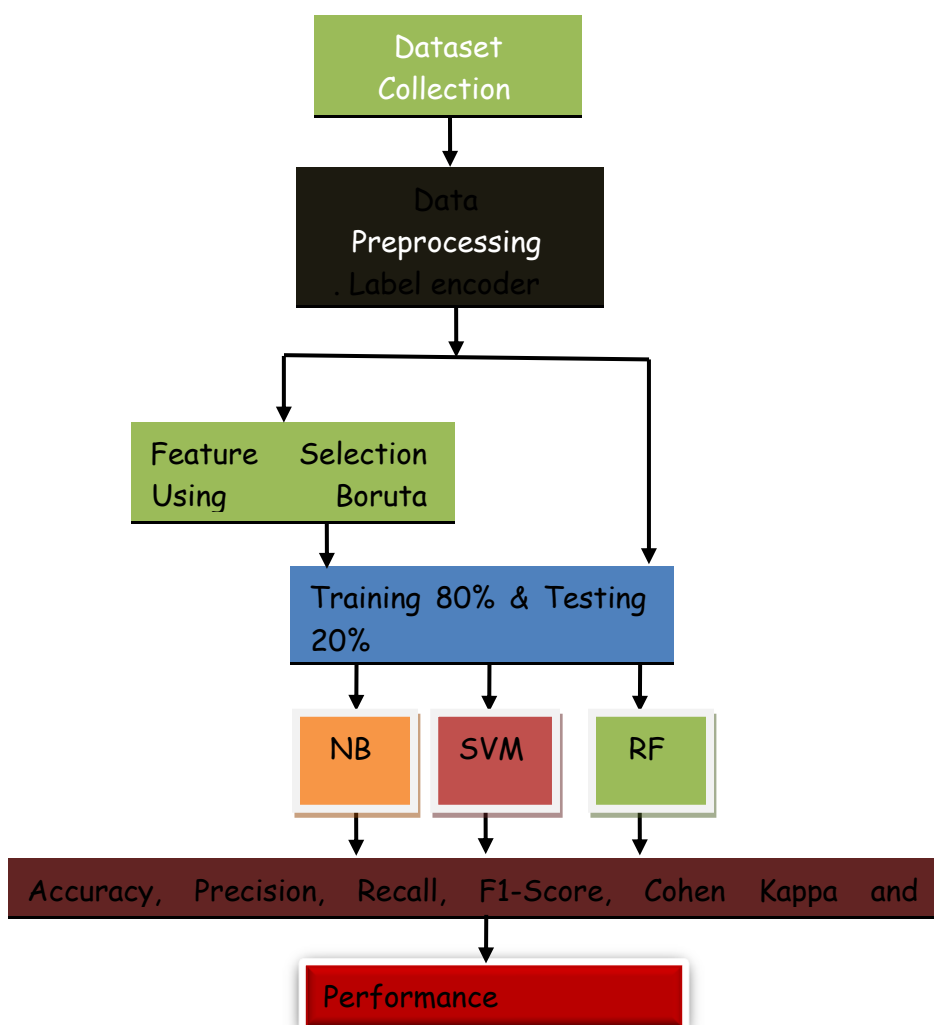 Dataset
Collection
Data
Preprocessing
. Label encoder
Feature Selection
Using Boruta
Training 80% & Testing
20%
NB SVM RF
Accuracy, Precision, Recall, F1-Score, Cohen Kappa and
Performance